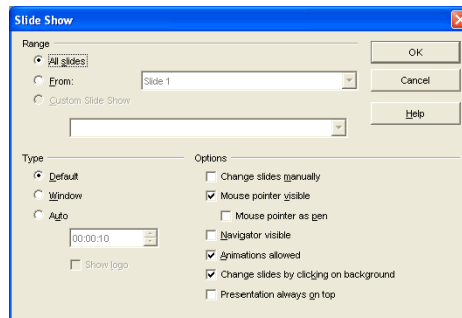 Slide Show
Range
All slides
From:
Slide 1
Custom Slide Show
OK
Cancel
Help
Type
Default
Window
Auto
00:00:10
Show logo
Options
Change slides manually
Mouse pointer visible
Mouse pointer as pen
Navigator visible
Animations allowed
Change slides by clicking on background
Presentation always on top